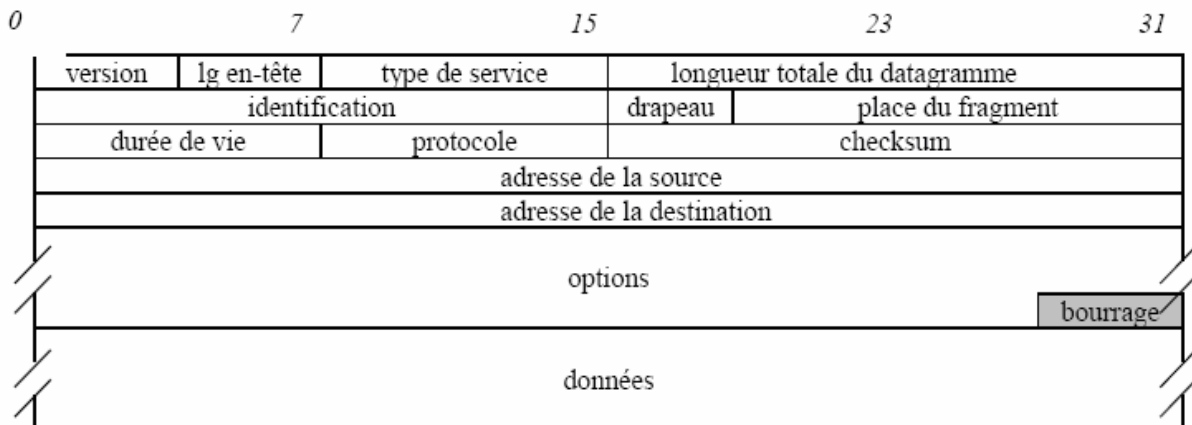 0 7 15 23 31
version lg en-tête type de service longueur totale du datagramme
identification drapeau place du fragment
durée de vie protocole checksum
adresse de la source
adresse de la destination
options
bourrage
données